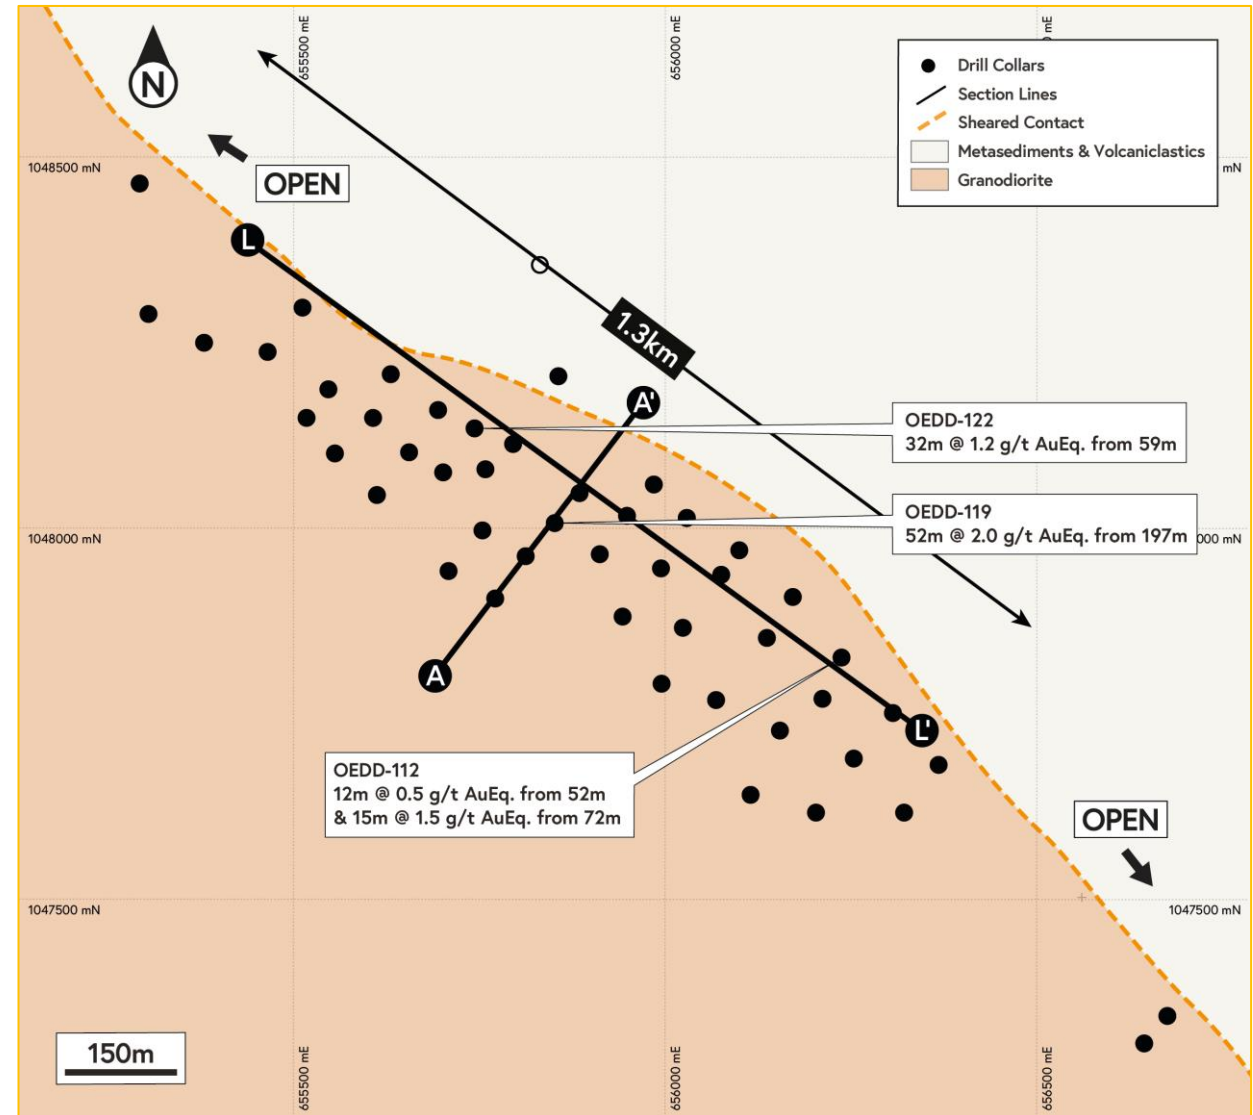 655500 mE
656000 mE
mE
N
Drill Collars
Section Lines
Sheared Contact
Metasediments & Volcaniclastics
Granodiorite
1048500 mN
mN
OPEN
L
1.3km
A'
OEDD-122
32m @ 1.2 g/t AuEq. from 59m
OEDD-119
52m @ 2.0 g/t AuEq. from 197m
1048000 mN
000 mN
A
L'
OEDD-112
12m @ 0.5 g/t AuEq. from 52m
& 15m @ 1.5 g/t AuEq. from 72m
OPEN
1047500 mN
1047500 mN
150m
655500 mE
656000 mE
656500 mE